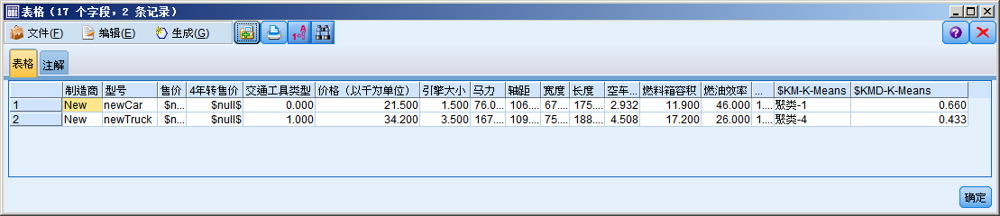 表格（17 个字段，2 条记录）
文件(F) 编辑(E) 生成(G)
表格 注解
制造商 型号 售价 4年转售价 交通工具类型 价格（以千为单位） 引擎大小 马力 轴距 宽度 长度 空车... 燃料箱容积 燃油效率 ... $KM-K-Means $KMD-K-Means
1 New newCar $n... $null$ 0.000 21.500 1.500 76.0... 106.... 67.... 175.... 2.932 11.900 46.000 1.... 聚类-1 0.660
2 New newTruck $n... $null$ 1.000 34.200 3.500 167.... 109.... 75.... 188.... 4.508 17.200 26.000 1.... 聚类-4 0.433
确定